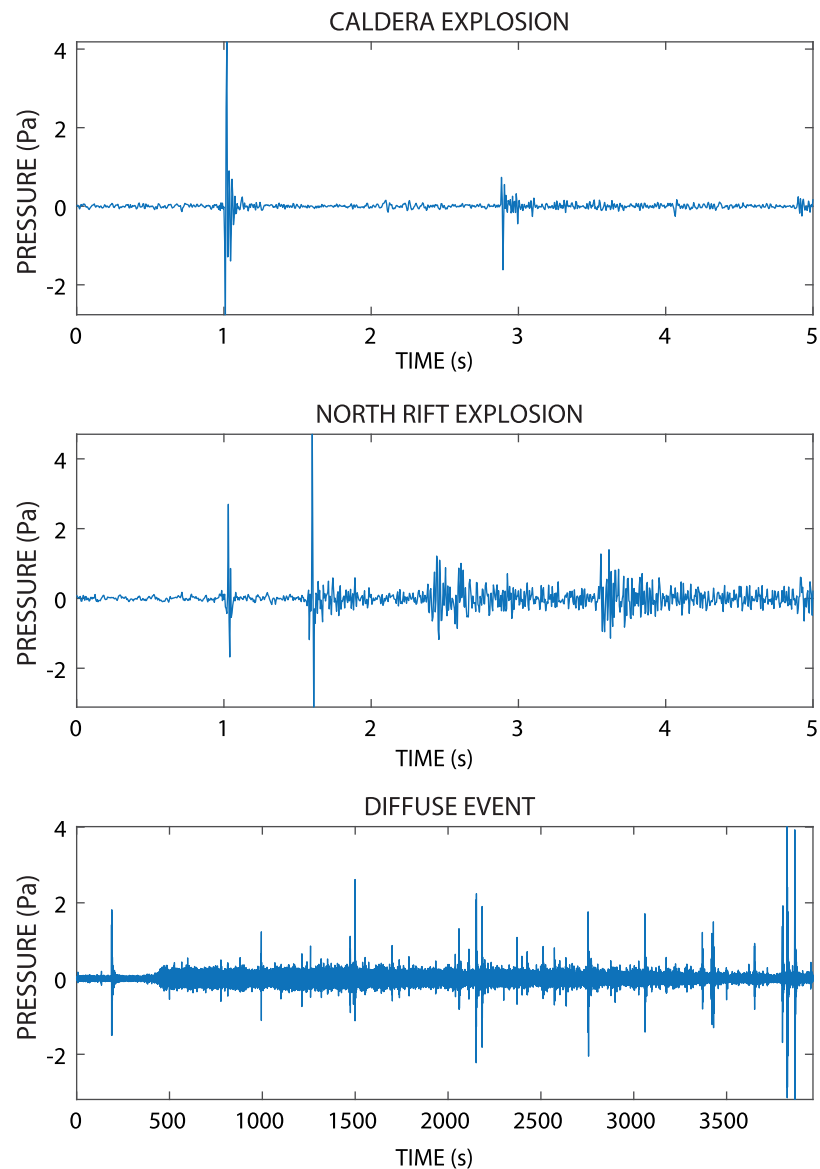 CALDERA EXPLOSION
4
2
0
-2
PRESSURE (Pa)
0 1 2 3 4 5
TIME (s)
NORTH RIFT EXPLOSION
4
2
0
-2
PRESSURE (Pa)
0 1 2 3 4 5
TIME (s)
DIFFUSE EVENT
4
2
0
-2
PRESSURE (Pa)
0 500 1000 1500 2000 2500 3000 3500
TIME (s)